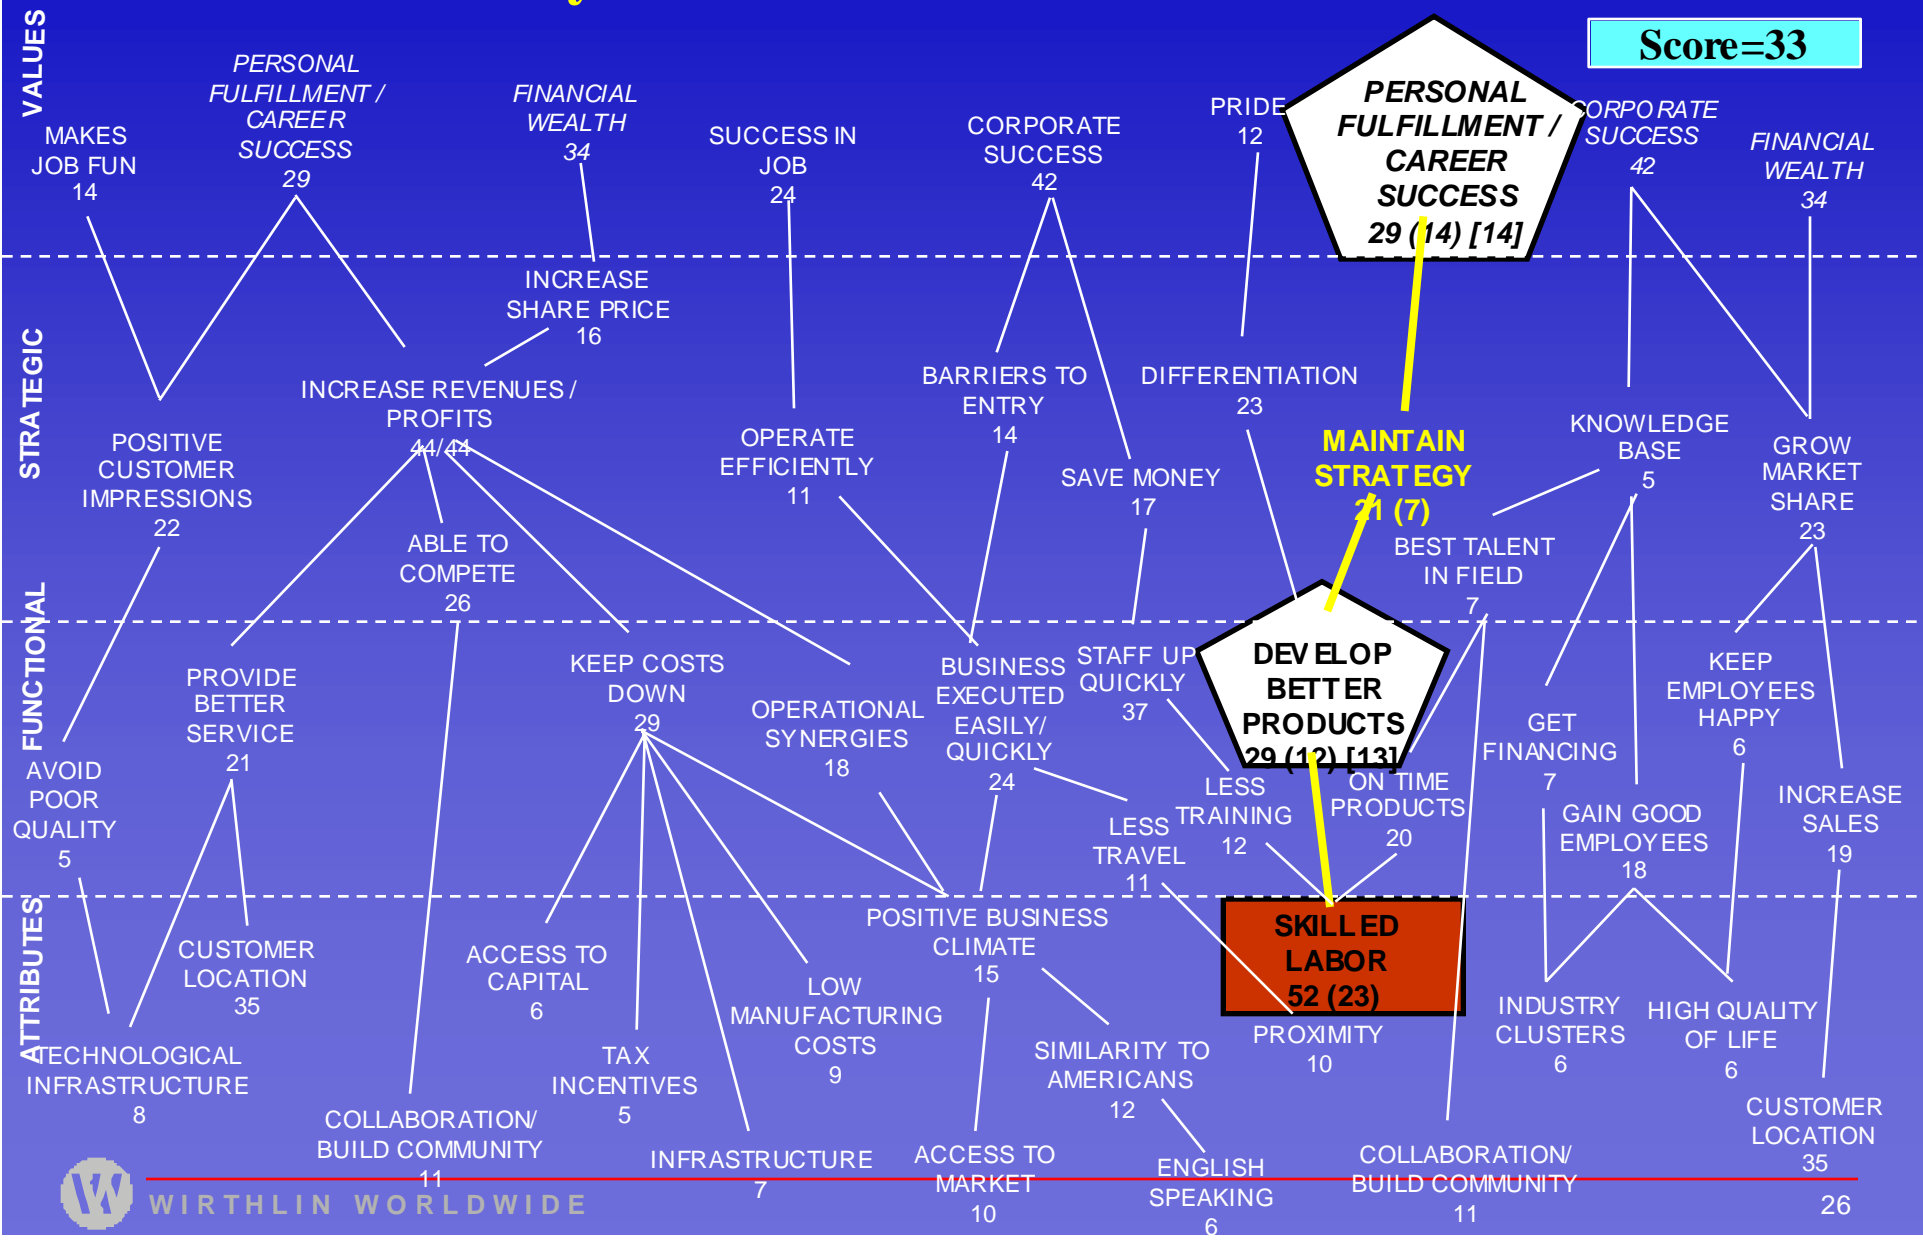 VALUES
Score=33
MAKES
JOB FUN
14
PERSONAL
FULFILLMENT /
CAREER
SUCCESS
29
FINANCIAL
WEALTH
34
SUCCESS IN
JOB
24
CORPORATE
SUCCESS
42
PRIDE
12
PERSONAL
FULFILLMENT /
CAREER
SUCCESS
29 (14) [14]
CORPORATE
SUCCESS
42
FINANCIAL
WEALTH
34
STRATEGIC
INCREASE
SHARE PRICE
16
INCREASE REVENUES /
PROFITS
44/44
POSITIVE
CUSTOMER
IMPRESSIONS
22
ABLE TO
COMPETE
26
OPERATE
EFFICIENTLY
11
BARRIERS TO
ENTRY
14
SAVE MONEY
17
DIFFERENTIATION
23
MAINTAIN
STRATEGY
21 (7)
BEST TALENT
IN FIELD
7
KNOWLEDGE
BASE
5
GROW
MARKET
SHARE
23
FUNCTIONAL
AVOID
POOR
QUALITY
5
PROVIDE
BETTER
SERVICE
21
KEEP COSTS
DOWN
29
OPERATIONAL
SYNERGIES
18
BUSINESS
EXECUTED
EASILY/
QUICKLY
24
STAFF UP
QUICKLY
37
LESS
TRAVEL
11
LESS
TRAINING
12
DEVELOP
BETTER
PRODUCTS
29 (12) [13]
ON TIME
PRODUCTS
20
GET
FINANCING
7
GAIN GOOD
EMPLOYEES
18
KEEP
EMPLOYEES
HAPPY
6
INCREASE
SALES
19
ATTRIBUTES
TECHNOLOGICAL
INFRASTRUCTURE
8
CUSTOMER
LOCATION
35
COLLABORATION/
BUILD COMMUNITY
11
ACCESS TO
CAPITAL
6
TAX
INCENTIVES
5
INFRASTRUCTURE
7
LOW
MANUFACTURING
COSTS
9
POSITIVE BUSINESS
CLIMATE
15
ACCESS TO
MARKET
10
SIMILARITY TO
AMERICANS
12
ENGLISH
SPEAKING
6
SKILLED
LABOR
52 (23)
PROXIMITY
10
COLLABORATION/
BUILD COMMUNITY
11
INDUSTRY
CLUSTERS
6
HIGH QUALITY
OF LIFE
6
CUSTOMER
LOCATION
35
WIRTHLIN WORLDWIDE
26